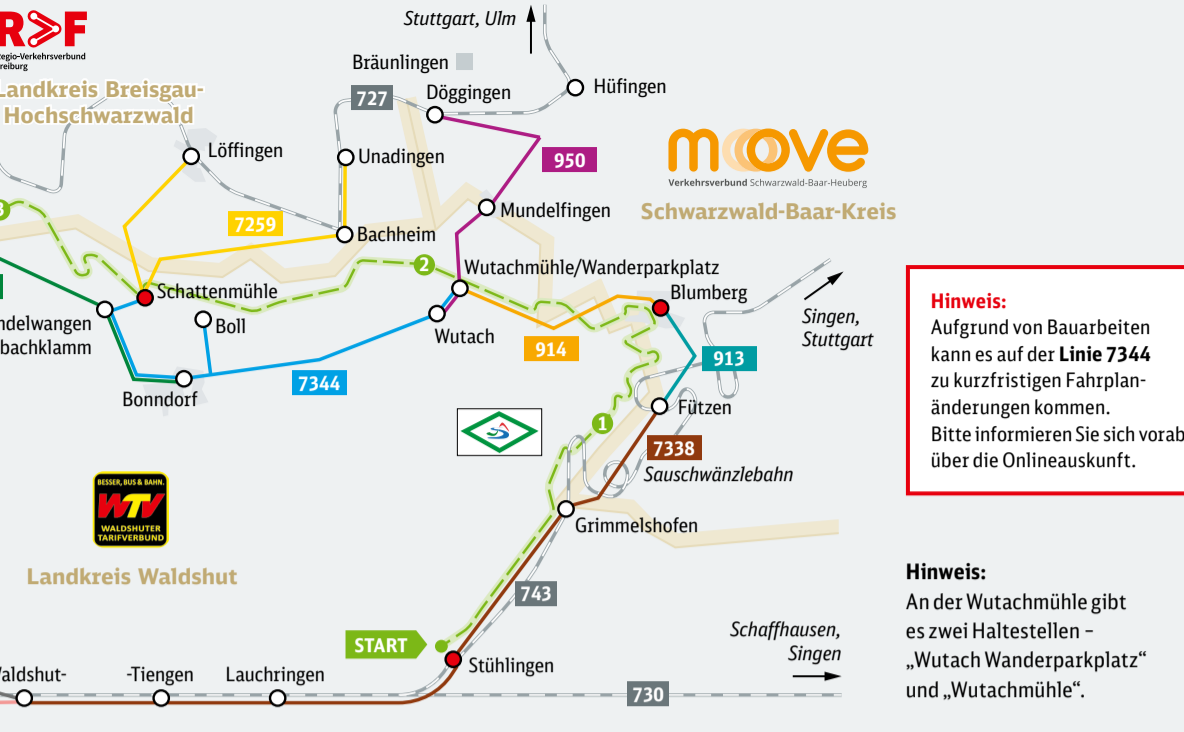 R>F
Regio-Verkehrsverbund
Freiburg
Landkreis Breisgau-
Hochschwarzwald
Stuttgart, Ulm
Bräunlingen
727
Döggingen
Hüfingen
Löffingen
Unadingen
950
moove
Verkehrsverbund Schwarzwald-Baar-Heuberg
Schwarzwald-Baar-Kreis
7259
Mundelfingen
Bachheim
2
Wutachmühle/Wanderparkplatz
Schattenmühle
Blumberg
Boll
Wutach
914
913
Singen,
Stuttgart
7344
Bonndorf
Fützen
1
7338
Sauschwänzlebahn
Grimmelshofen
BESSER, BUS & BAHN.
WTV
WALDSHUTER
TARIFVERBUND
Landkreis Waldshut
743
START
Stühlingen
Schaffhausen,
Singen
Waldshut-
-Tiengen
Lauchringen
730
Hinweis:
Aufgrund von Bauarbeiten
kann es auf der Linie 7344
zu kurzfristigen Fahrplan-
änderungen kommen.
Bitte informieren Sie sich vorab
über die Onlineauskunft.
Hinweis:
An der Wutachmühle gibt
es zwei Haltestellen –
„Wutach Wanderparkplatz“
und „Wutachmühle“.